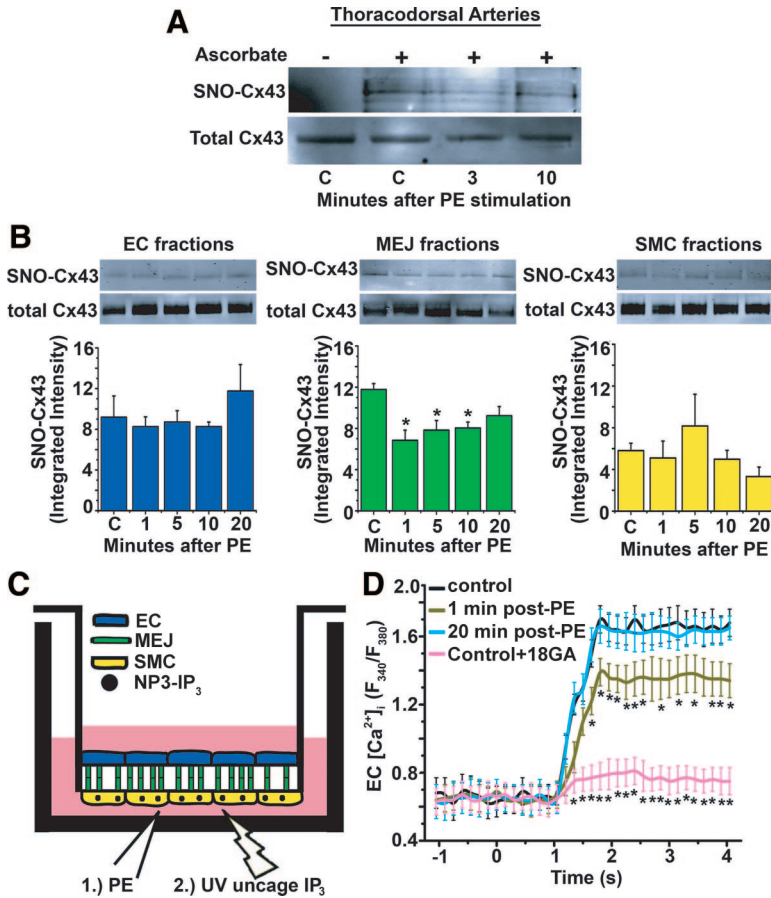 A
Thoracodorsal Arteries
Ascorbate - + + +
SNO-Cx43
Total Cx43
C C 3 10
Minutes after PE stimulation
B
EC fractions
SNO-Cx43
total Cx43
SNO-Cx43
(Integrated Intensity)
16
12
8
4
0
C 1 5 10 20
Minutes after PE
MEJ fractions
SNO-Cx43
total Cx43
SNO-Cx43
(Integrated Intensity)
16
12
8
4
0
* * *
C 1 5 10 20
Minutes after PE
SMC fractions
SNO-Cx43
total Cx43
SNO-Cx43
(Integrated Intensity)
16
12
8
4
0
C 1 5 10 20
Minutes after PE
C
EC
MEJ
SMC
NP3-IP3
1.) PE
2.) UV uncage IP3
D
control
1 min post-PE
20 min post-PE
Control+18GA
EC [Ca2+]i (F340/F380)
2.0
1.6
1.2
0.8
0.4
-1 0 1 2 3 4
Time (s)